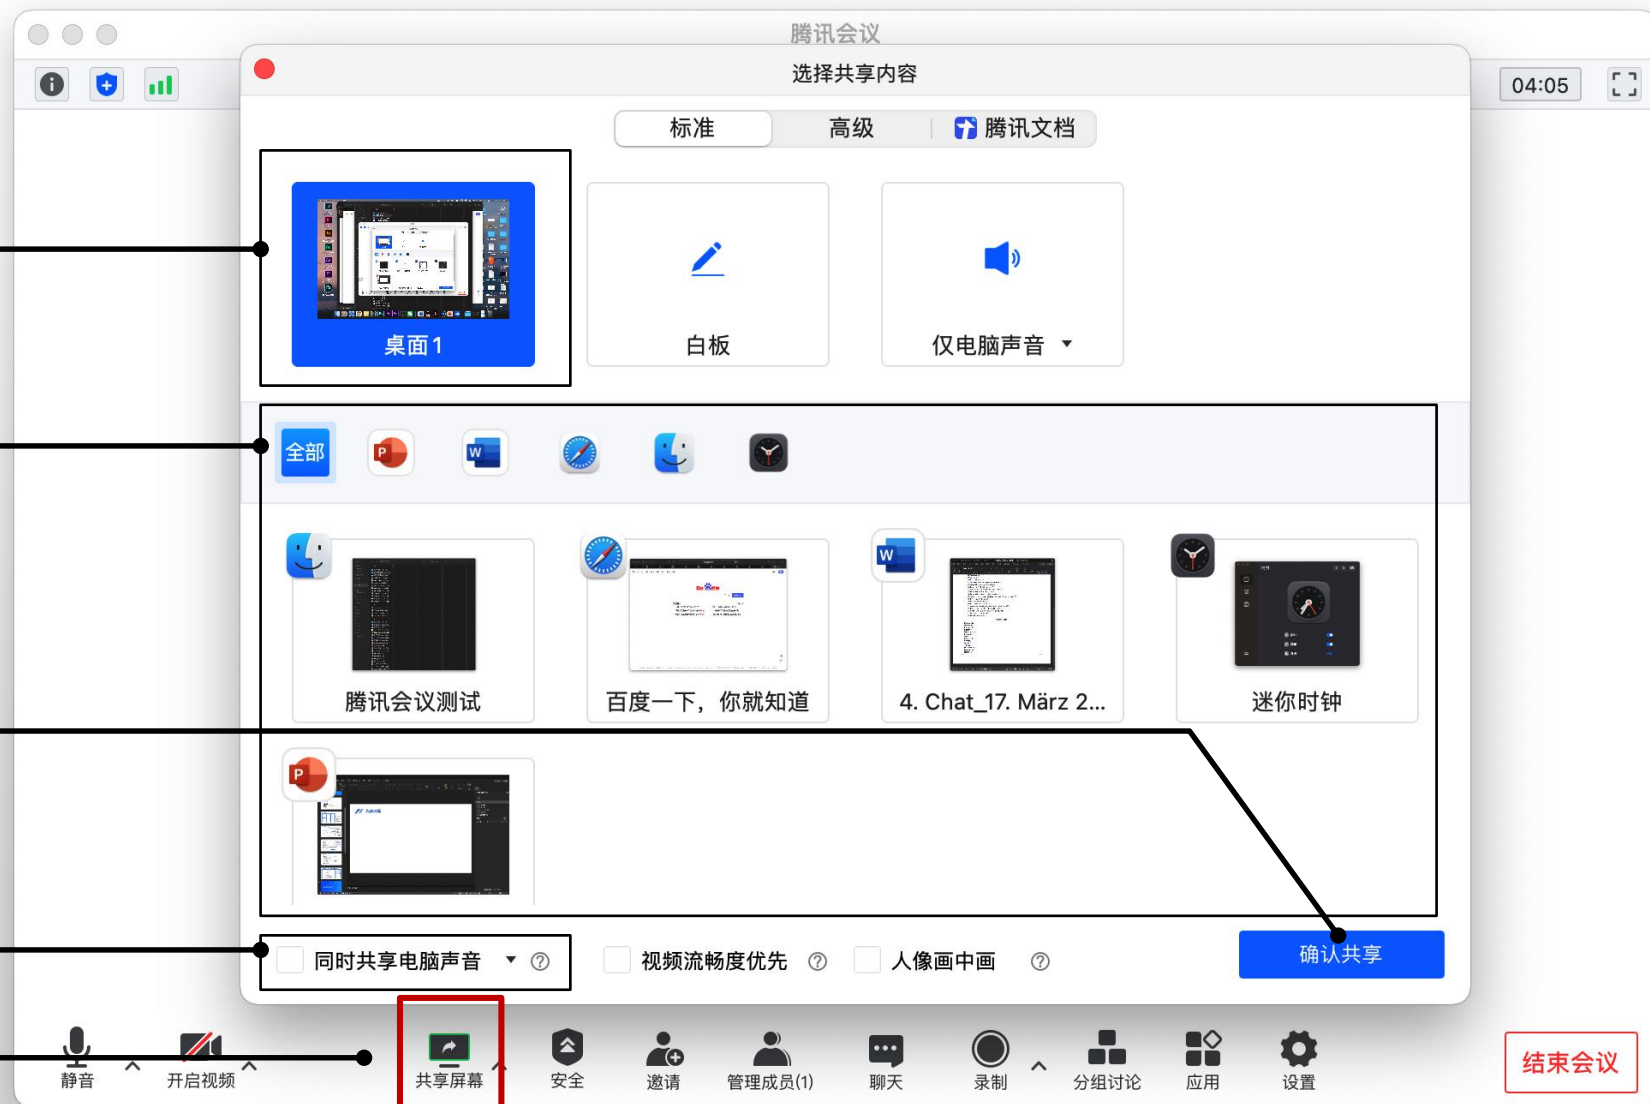 腾讯会议
选择共享内容
04:05
标准
高级
腾讯文档
桌面1
白板
仅电脑声音
全部
腾讯会议测试
百度一下，你就知道
4. Chat_17. März 2...
迷你时钟
同时共享电脑声音
视频流畅度优先
人像画中画
确认共享
静音
开启视频
共享屏幕
安全
邀请
管理成员(1)
聊天
录制
分组讨论
应用
设置
结束会议